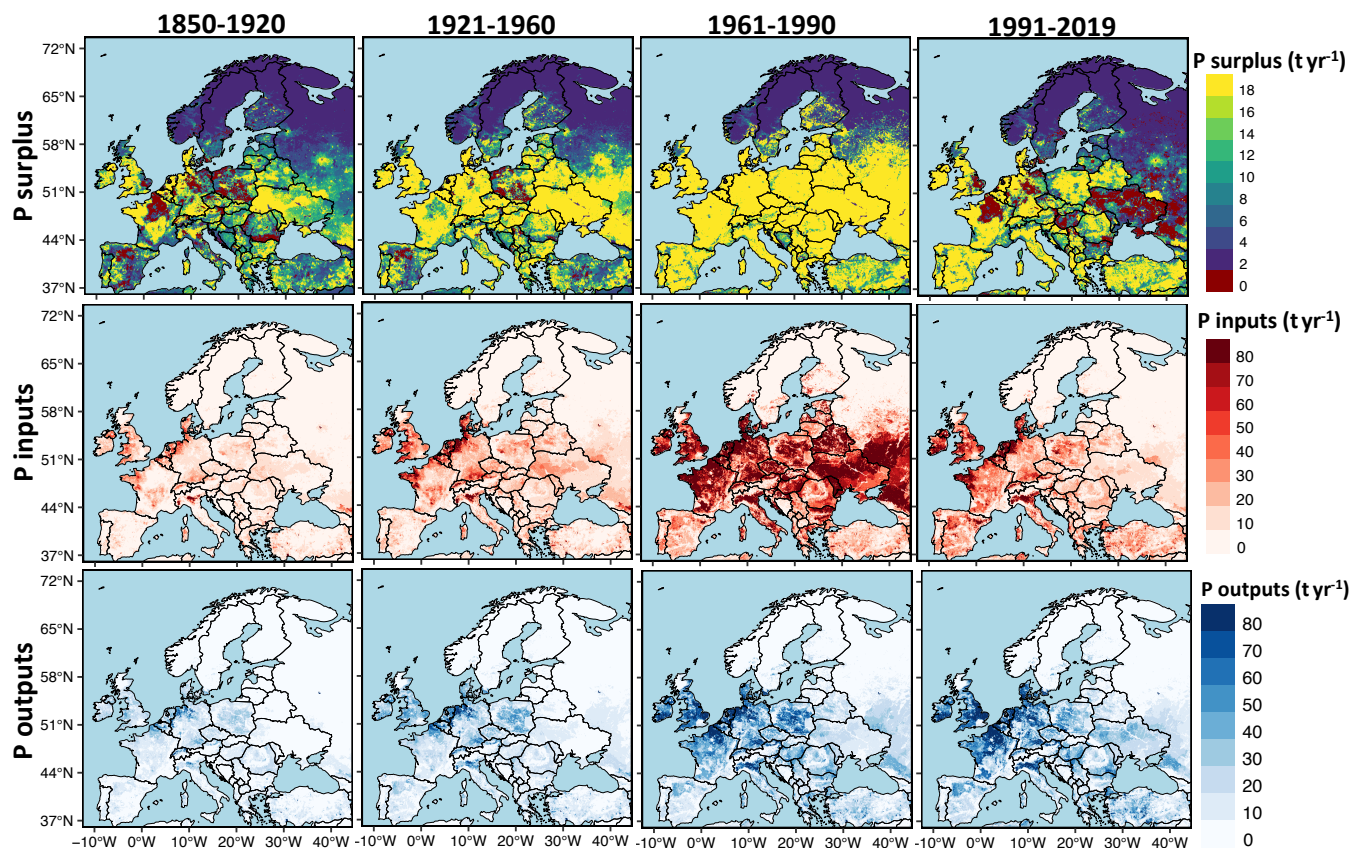 1850-1920
1921-1960
1961-1990
1991-2019
P surplus
72°N
65°N
58°N
51°N
44°N
37°N
P surplus (t yr-1)
18
16
14
12
10
8
6
4
2
0
P inputs
72°N
65°N
58°N
51°N
44°N
37°N
P inputs (t yr-1)
80
70
60
50
40
30
20
10
0
P outputs
72°N
65°N
58°N
51°N
44°N
37°N
P outputs (t yr-1)
80
70
60
50
40
30
20
10
0
−10°W 0°W 10°W 20°W 30°W 40°W
−10°W 0°W 10°W 20°W 30°W 40°W
−10°W 0°W 10°W 20°W 30°W 40°W
−10°W 0°W 10°W 20°W 30°W 40°W